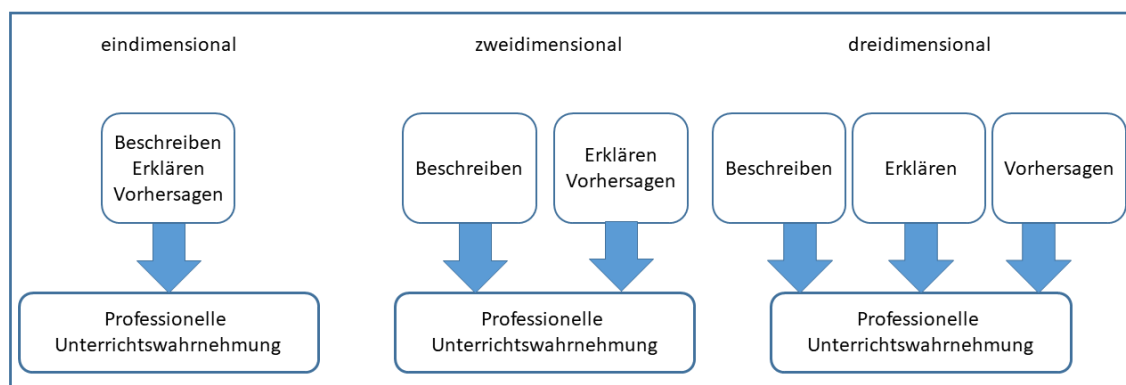 eindimensional
zweidimensional
dreidimensional
Beschreiben
Erklären
Vorhersagen
Beschreiben
Erklären
Vorhersagen
Beschreiben
Erklären
Vorhersagen
Professionelle
Unterrichtswahrnehmung
Professionelle
Unterrichtswahrnehmung
Professionelle
Unterrichtswahrnehmung